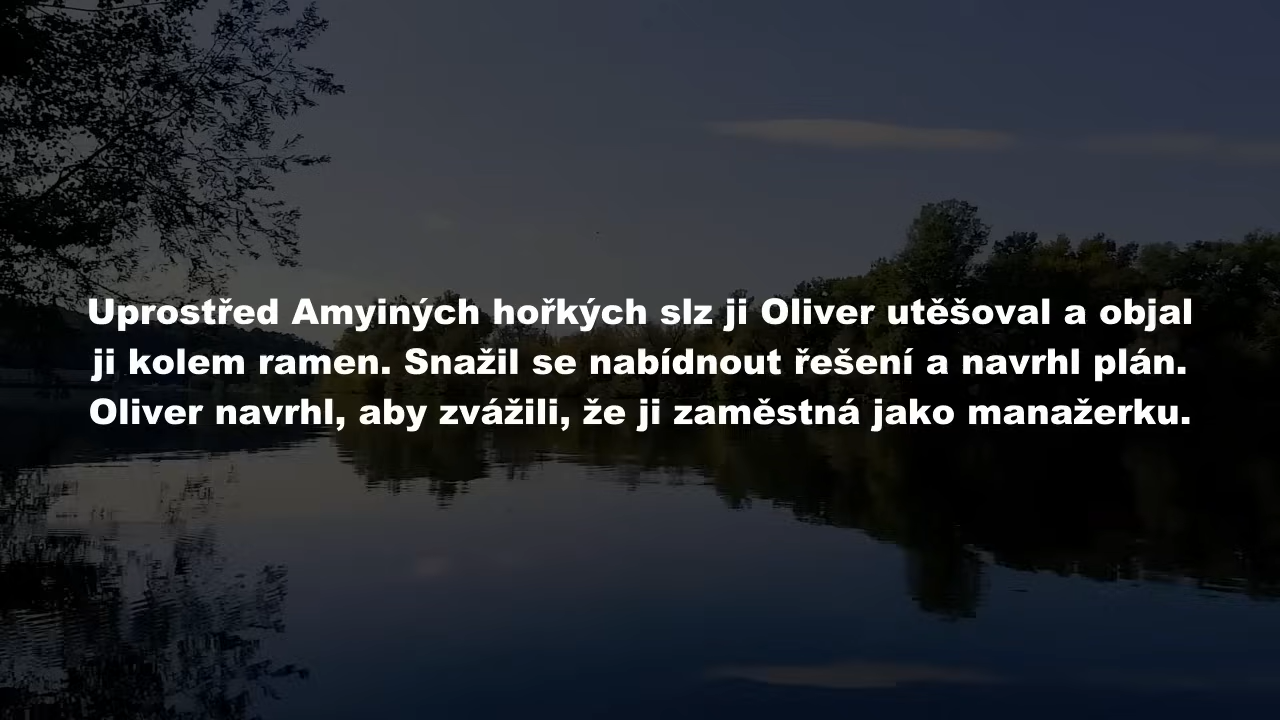 Uprostřed Amyiných hořkých slz ji Oliver utěšoval a objal
ji kolem ramen. Snažil se nabídnout řešení a navrhl plán.
Oliver navrhl, aby zvážili, že ji zaměstná jako manažerku.